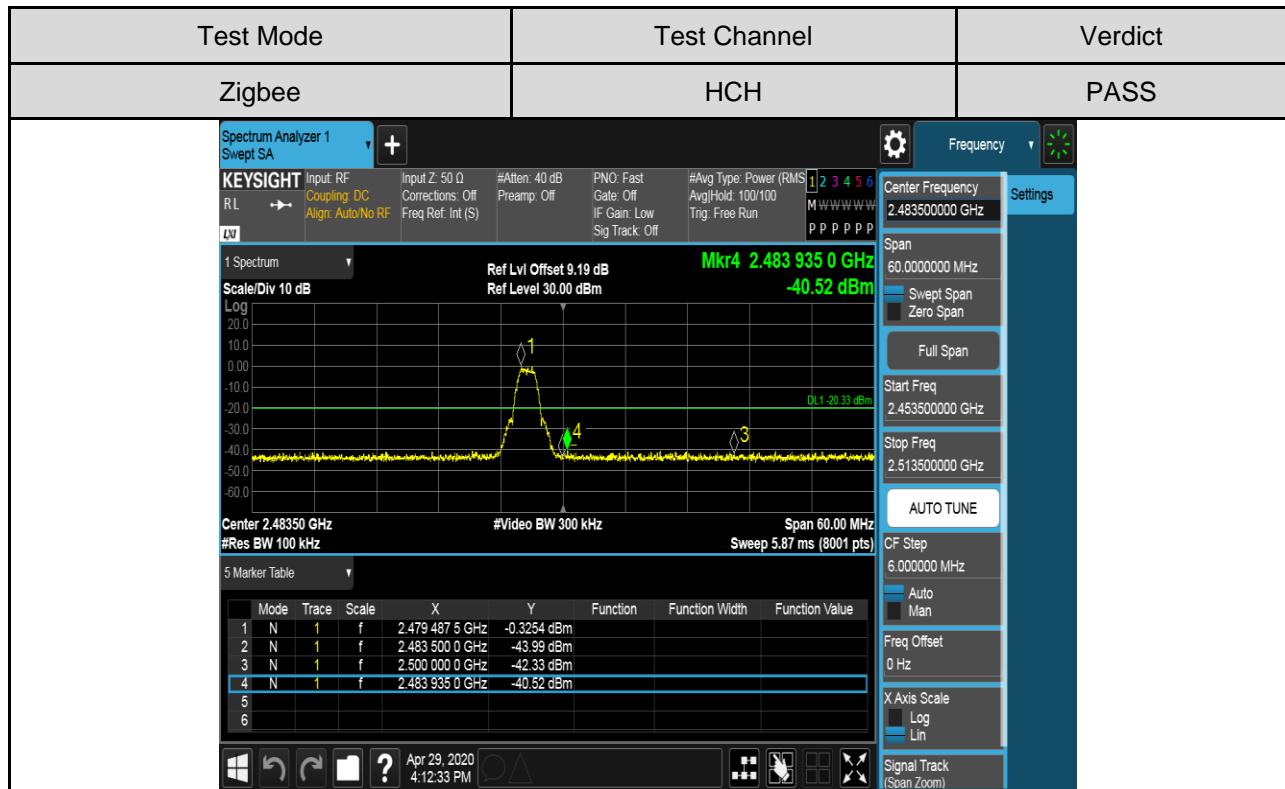 Test Mode Test Channel Verdict
Zigbee HCH PASS
Spectrum Analyzer 1
Swept SA
+
Frequency
KEYSIGHT Input: RF Input Z: 50 Ω #Atten: 40 dB PNO: Fast #Avg Type: Power (RMS 1 2 3 4 5 6
RL Coupling: DC Corrections: Off Preamp: Off Gate: Off Avg|Hold: 100/100 M W W W W W
Align: Auto/No RF Freq Ref: Int (S) IF Gain: Low Trig: Free Run
LXI Sig Track: Off P P P P P P
1 Spectrum
Ref Lvl Offset 9.19 dB
Mkr4 2.483 935 0 GHz
Scale/Div 10 dB
Ref Level 30.00 dBm
-40.52 dBm
Log
20.0
10.0
0.00
-10.0
-20.0
-30.0
-40.0
-50.0
-60.0
1
DL1 -20.33 dBm
4
3
Center 2.48350 GHz #Video BW 300 kHz Span 60.00 MHz
#Res BW 100 kHz Sweep 5.87 ms (8001 pts)
5 Marker Table
Mode Trace Scale X Y Function Function Width Function Value
1 N 1 f 2.479 487 5 GHz -0.3254 dBm
2 N 1 f 2.483 500 0 GHz -43.99 dBm
3 N 1 f 2.500 000 0 GHz -42.33 dBm
4 N 1 f 2.483 935 0 GHz -40.52 dBm
5
6
?
Apr 29, 2020
4:12:33 PM
Settings
Center Frequency
2.483500000 GHz
Span
60.0000000 MHz
Swept Span
Zero Span
Full Span
Start Freq
2.453500000 GHz
Stop Freq
2.513500000 GHz
AUTO TUNE
CF Step
6.000000 MHz
Auto
Man
Freq Offset
0 Hz
X Axis Scale
Log
Lin
Signal Track
(Span Zoom)